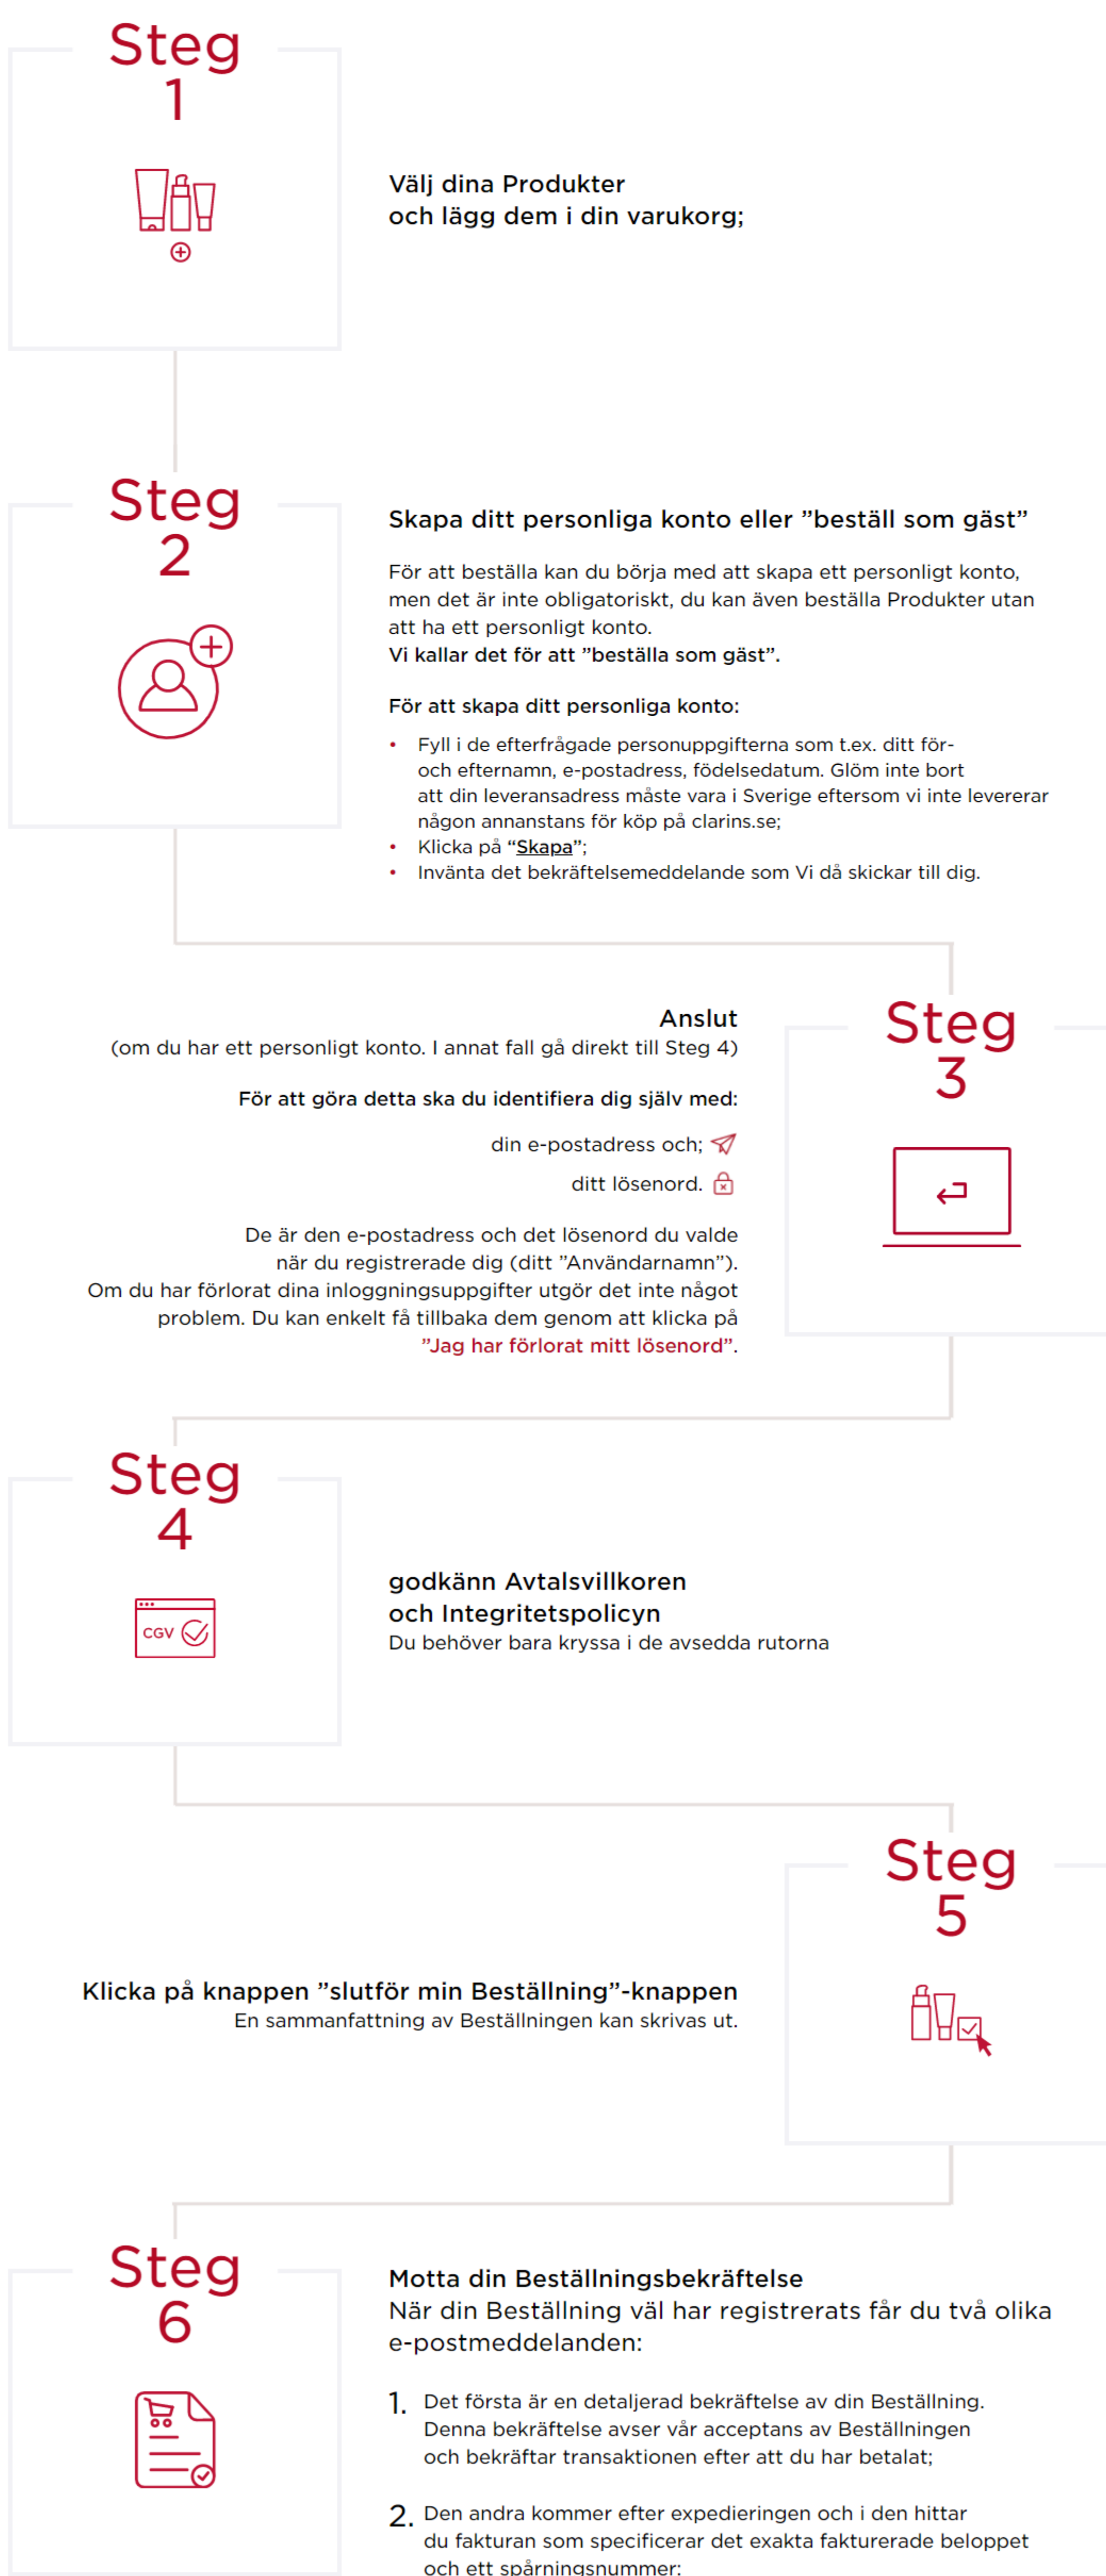 Steg
1
Välj dina Produkter
och lägg dem i din varukorg;
Steg
2
Skapa ditt personliga konto eller ”beställ som gäst”
För att beställa kan du börja med att skapa ett personligt konto,
men det är inte obligatoriskt, du kan även beställa Produkter utan
att ha ett personligt konto.
Vi kallar det för att ”beställa som gäst”.
För att skapa ditt personliga konto:
• Fyll i de efterfrågade personuppgifterna som t.ex. ditt för-
och efternamn, e-postadress, födelsedatum. Glöm inte bort
att din leveransadress måste vara i Sverige eftersom vi inte levererar
någon annanstans för köp på clarins.se;
• Klicka på “Skapa”;
• Invänta det bekräftelsemeddelande som Vi då skickar till dig.
Steg
3
Anslut
(om du har ett personligt konto. I annat fall gå direkt till Steg 4)
För att göra detta ska du identifiera dig själv med:
din e-postadress och;
ditt lösenord.
De är den e-postadress och det lösenord du valde
när du registrerade dig (ditt ”Användarnamn”).
Om du har förlorat dina inloggningsuppgifter utgör det inte något
problem. Du kan enkelt få tillbaka dem genom att klicka på
”Jag har förlorat mitt lösenord”.
Steg
4
CGV
godkänn Avtalsvillkoren
och Integritetspolicyn
Du behöver bara kryssa i de avsedda rutorna
Steg
5
Klicka på knappen ”slutför min Beställning”-knappen
En sammanfattning av Beställningen kan skrivas ut.
Steg
6
Motta din Beställningsbekräftelse
När din Beställning väl har registrerats får du två olika
e-postmeddelanden:
1. Det första är en detaljerad bekräftelse av din Beställning.
Denna bekräftelse avser vår acceptans av Beställningen
och bekräftar transaktionen efter att du har betalat;
2. Den andra kommer efter expedieringen och i den hittar
du fakturan som specificerar det exakta fakturerade beloppet
och ett spårningsnummer;